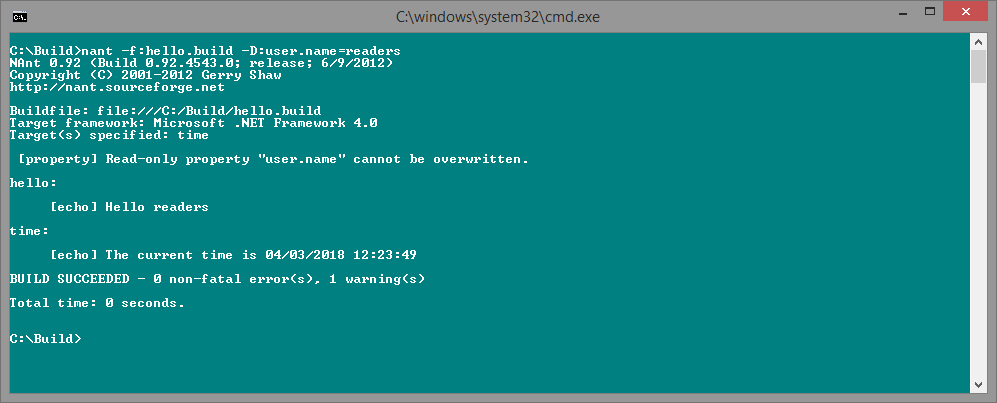 C:\windows\system32\cmd.exe
C:\Build>nant -f:hello.build -D:user.name=readers
NAnt 0.92 (Build 0.92.4543.0; release; 6/9/2012)
Copyright (C) 2001-2012 Gerry Shaw
http://nant.sourceforge.net
Buildfile: file:///C:/Build/hello.build
Target framework: Microsoft .NET Framework 4.0
Target(s) specified: time
[property] Read-only property "user.name" cannot be overwritten.
hello:
[echo] Hello readers
time:
[echo] The current time is 04/03/2018 12:23:49
BUILD SUCCEEDED - 0 non-fatal error(s), 1 warning(s)
Total time: 0 seconds.
C:\Build>